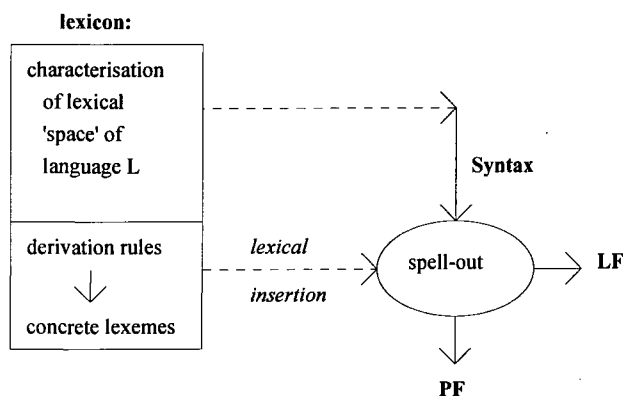 lexicon:
characterisation
of lexical
'space' of
language L
Syntax
derivation rules
lexical
spell-out
LF
insertion
concrete lexemes
PF